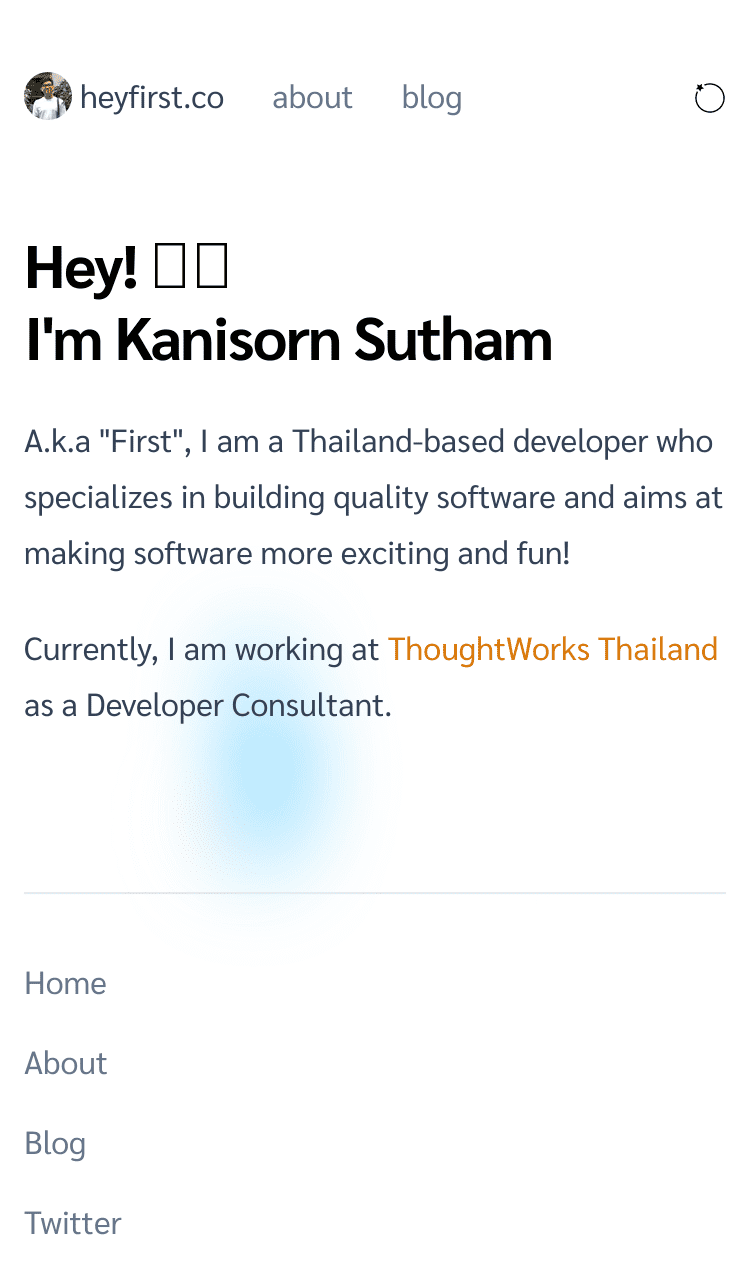 heyfirst.co about blog
Hey!
I'm Kanisorn Sutham
A.k.a "First", I am a Thailand-based developer who
specializes in building quality software and aims at
making software more exciting and fun!
Currently, I am working at ThoughtWorks Thailand
as a Developer Consultant.
Home
About
Blog
Twitter